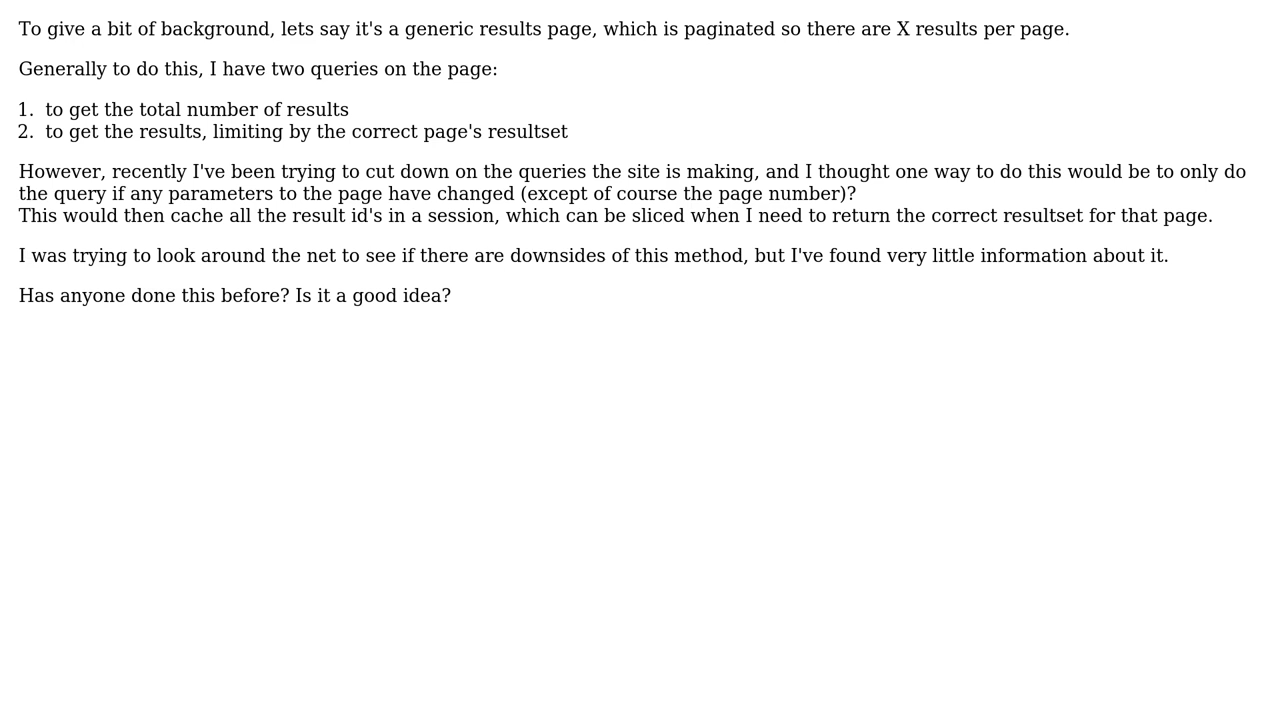 To give a bit of background, lets say it's a generic results page, which is paginated so there are X results per page.
Generally to do this, I have two queries on the page:
1. to get the total number of results
2. to get the results, limiting by the correct page's resultset
However, recently I've been trying to cut down on the queries the site is making, and I thought one way to do this would be to only do
the query if any parameters to the page have changed (except of course the page number)?
This would then cache all the result id's in a session, which can be sliced when I need to return the correct resultset for that page.
I was trying to look around the net to see if there are downsides of this method, but I've found very little information about it.
Has anyone done this before? Is it a good idea?